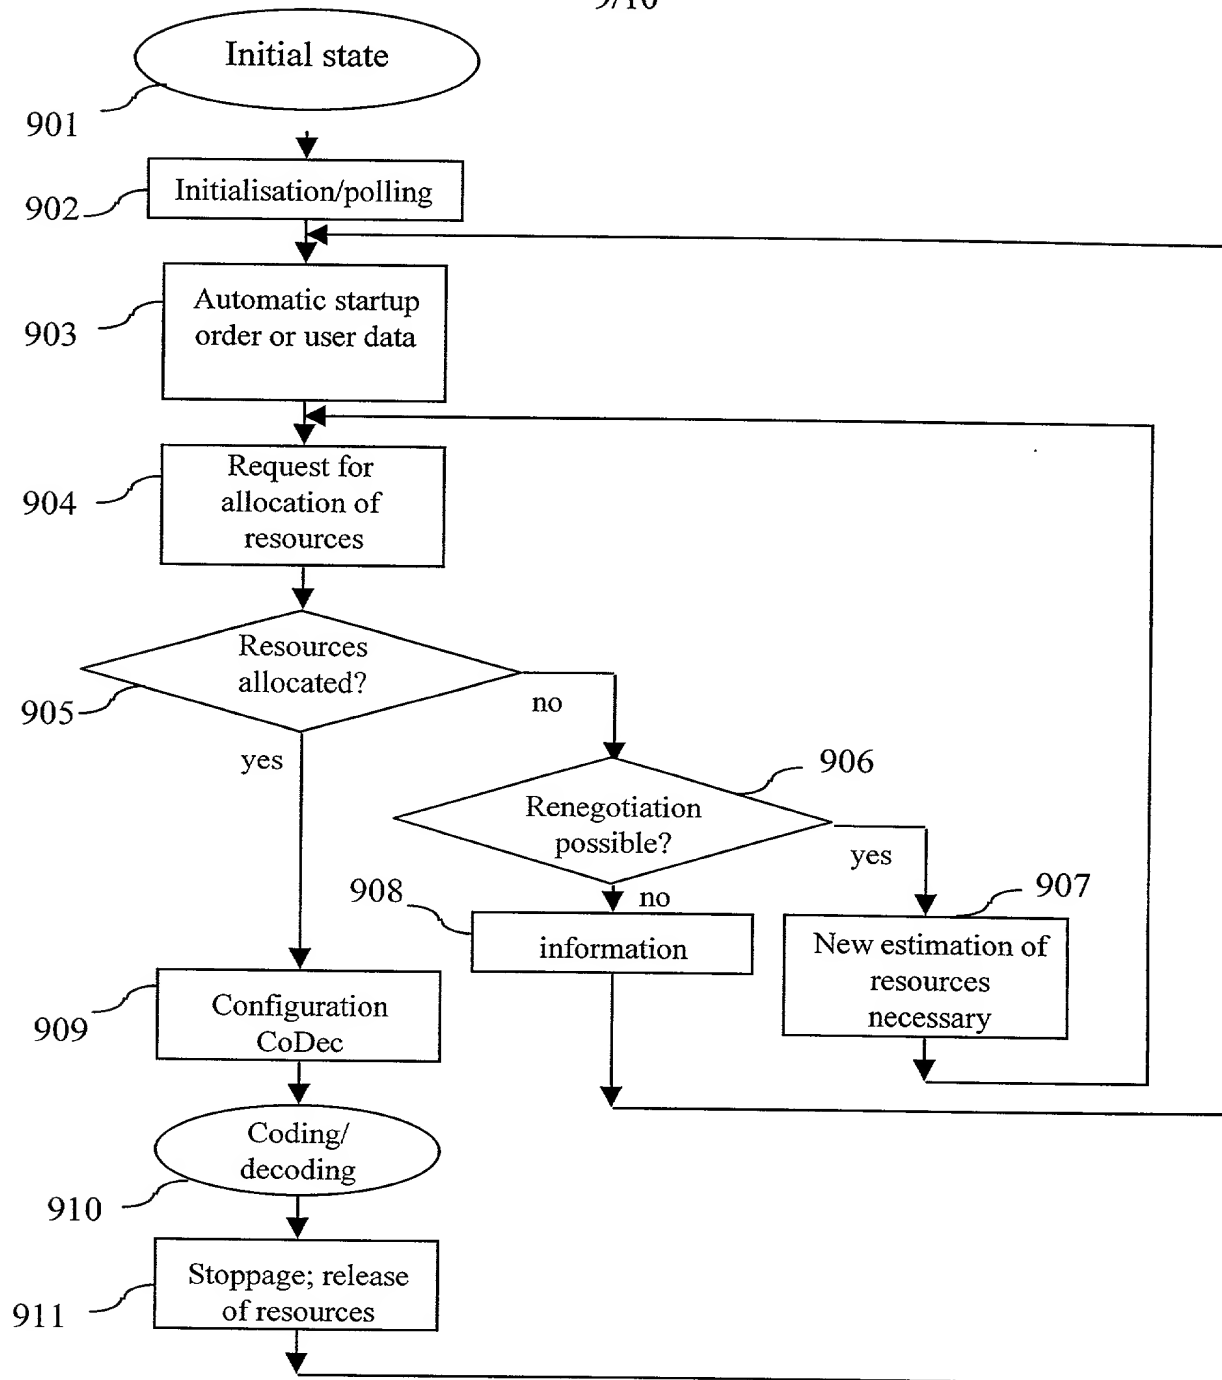 Initial state
901
Initialisation/polling
902
Automatic startup
order or user data
903
Request for
allocation of
resources
904
Resources
allocated?
905
no
yes
906
Renegotiation
possible?
yes
908
no
907
information
New estimation of
resources
necessary
Configuration
CoDec
909
Coding/
decoding
910
Stoppage; release
of resources
911